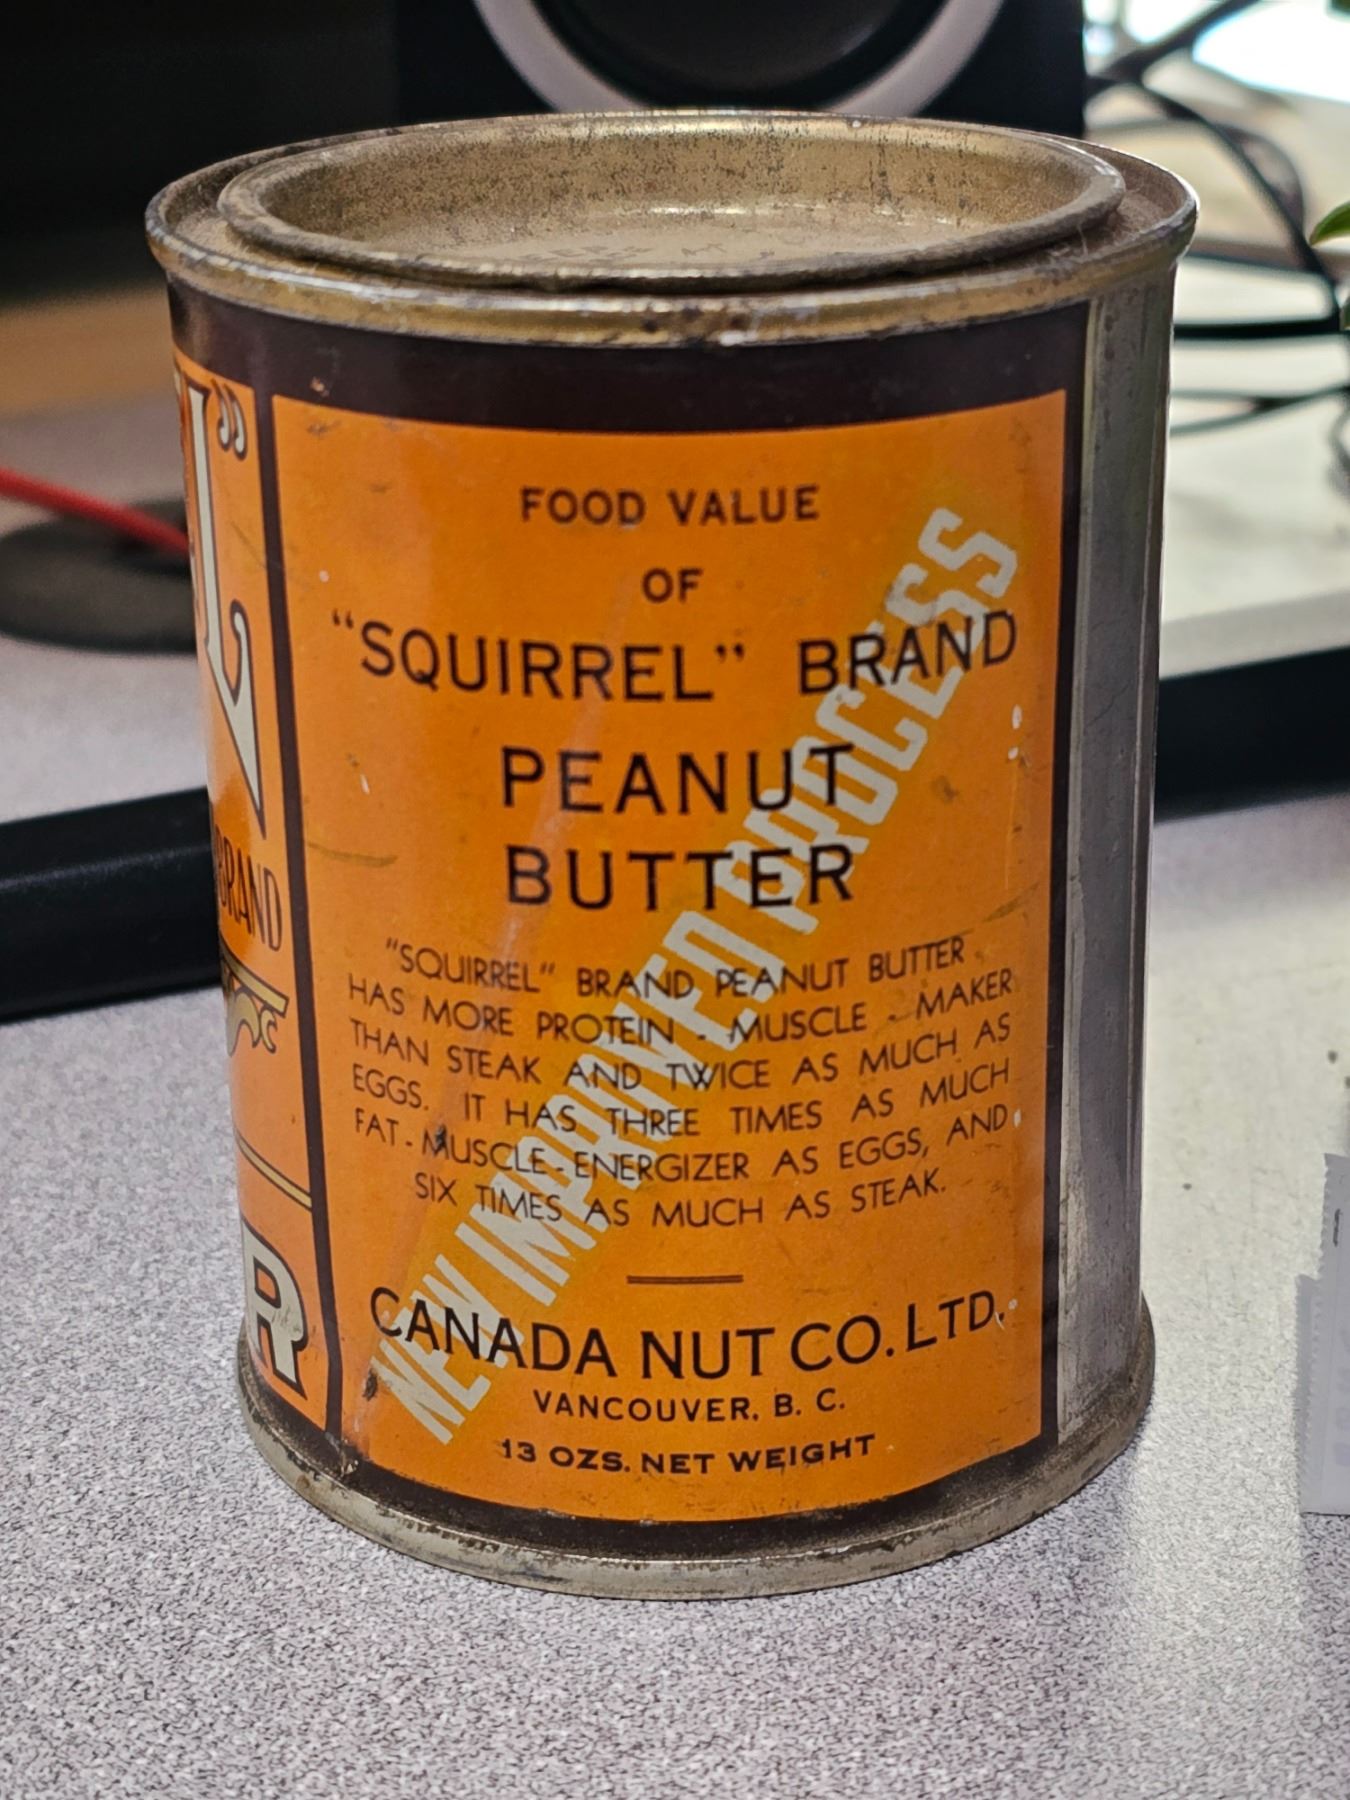 L"
BRAND
R
FOOD VALUE
OF
"SQUIRREL" BRAND
PEANUT
BUTTER
"SQUIRREL" BRAND PEANUT BUTTER
HAS MORE PROTEIN - MUSCLE - MAKER
THAN STEAK AND TWICE AS MUCH AS
EGGS. IT HAS THREE TIMES AS MUCH
FAT - MUSCLE - ENERGIZER AS EGGS, AND
SIX TIMES AS MUCH AS STEAK.
NEW IMPROVED PROCESS
CANADA NUT CO. LTD.
VANCOUVER, B. C.
13 OZS. NET WEIGHT